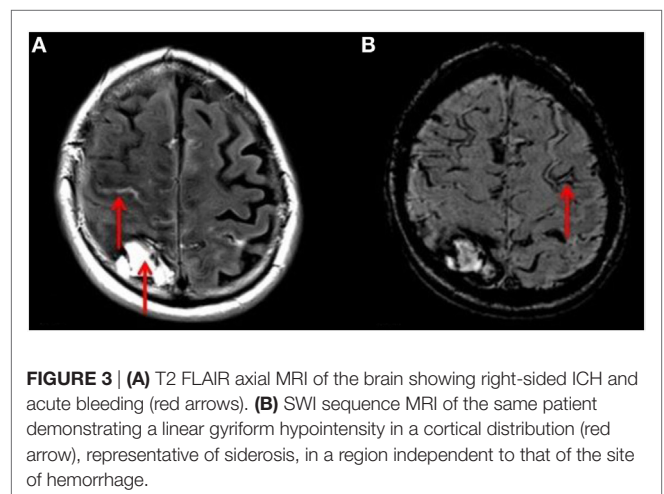 A B
FIGURE 3 | (A) T2 FLAIR axial MRI of the brain showing right-sided ICH and
acute bleeding (red arrows). (B) SWI sequence MRI of the same patient
demonstrating a linear gyriform hypointensity in a cortical distribution (red
arrow), representative of siderosis, in a region independent to that of the site
of hemorrhage.